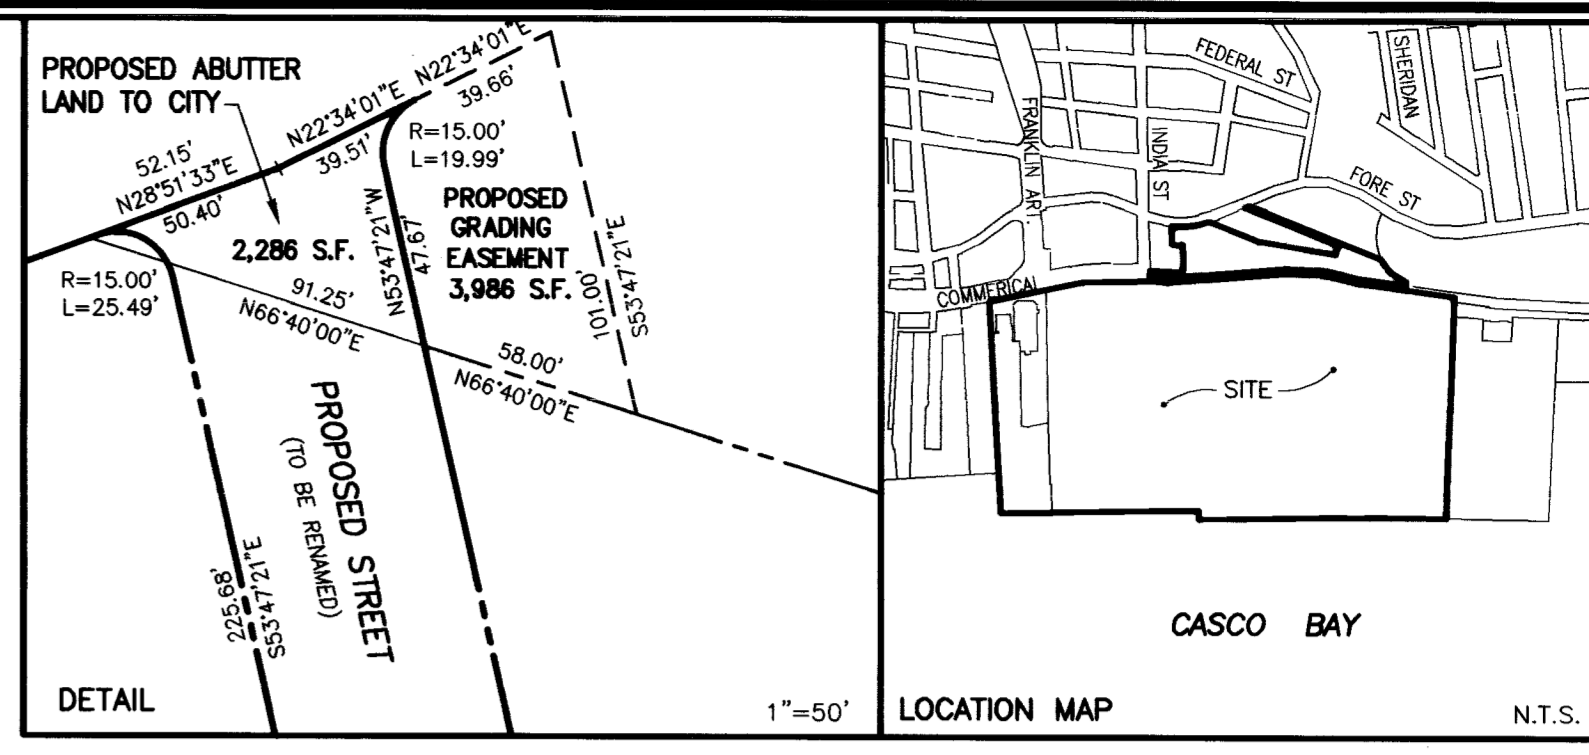 PROPOSED ABUTTER
LAND TO CITY
N22°34'01"E
39.66'
N22°34'01"E
39.51'
52.15'
N28°51'33"E
50.40'
R=15.00'
L=19.99'
2,286 S.F.
PROPOSED
GRADING
EASEMENT
3,986 S.F.
N53°47'21"W
47.67'
101.00'
S53°47'21"E
R=15.00'
L=25.49'
91.25'
N66°40'00"E
58.00'
N66°40'00"E
PROPOSED STREET
(TO BE RENAMED)
225.68'
S53°47'21"E
DETAIL
1"=50'
FEDERAL ST
SHERIDAN
FRANKLIN ART.
INDIA ST
FORE ST
COMMERICAL
SITE
CASCO BAY
LOCATION MAP
N.T.S.